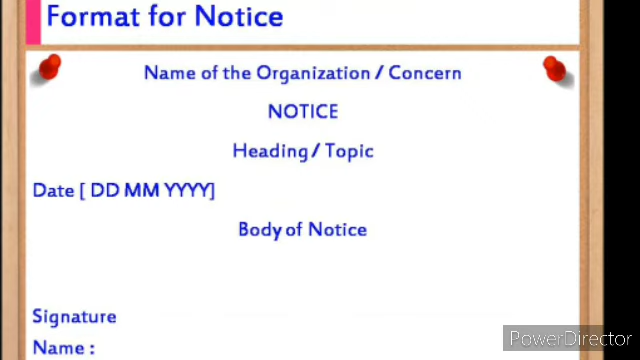 Format for Notice
Name of the Organization / Concern
NOTICE
Heading / Topic
Date [ DD MM YYYY]
Body of Notice
Signature
Name :
PowerDirector